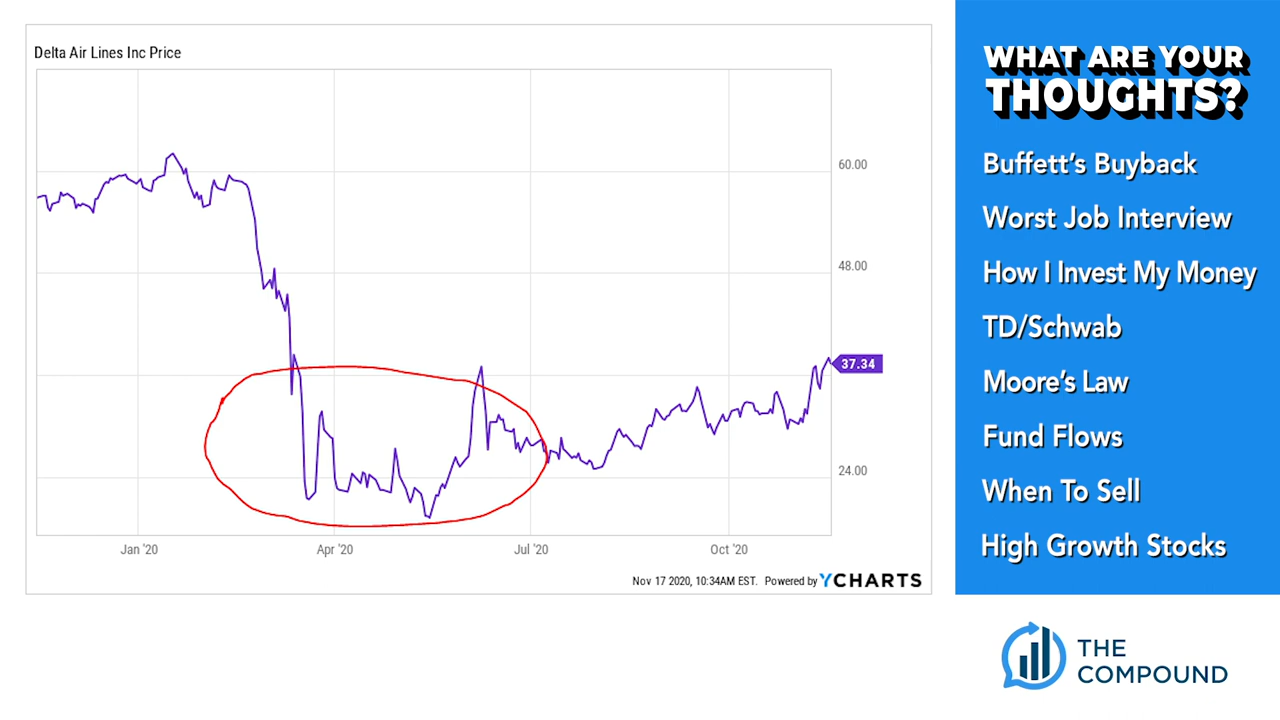 Delta Air Lines Inc Price
60.00
48.00
37.34
24.00
Jan '20
Apr '20
Jul '20
Oct '20
Nov 17 2020, 10:34AM EST. Powered by YCHARTS
WHAT ARE YOUR
THOUGHTS?
Buffett's Buyback
Worst Job Interview
How I Invest My Money
TD/Schwab
Moore's Law
Fund Flows
When To Sell
High Growth Stocks
THE
COMPOUND